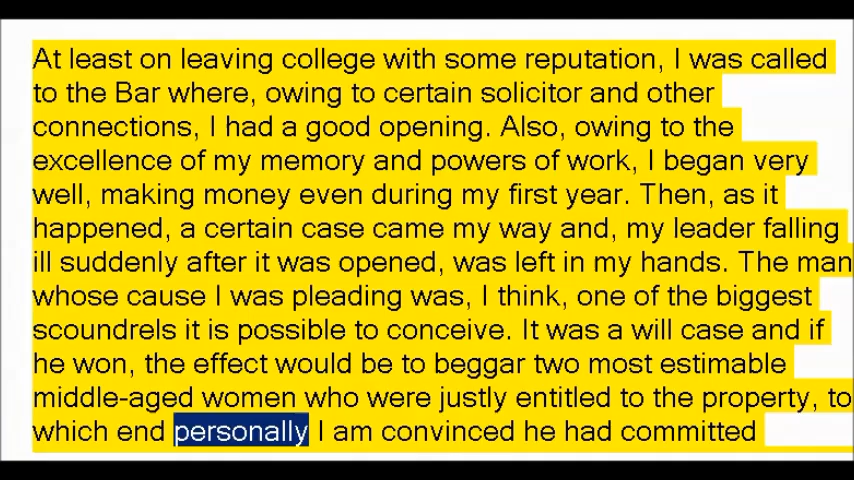 At least on leaving college with some reputation, I was called
to the Bar where, owing to certain solicitor and other
connections, I had a good opening. Also, owing to the
excellence of my memory and powers of work, I began very
well, making money even during my first year. Then, as it
happened, a certain case came my way and, my leader falling
ill suddenly after it was opened, was left in my hands. The man
whose cause I was pleading was, I think, one of the biggest
scoundrels it is possible to conceive. It was a will case and if
he won, the effect would be to beggar two most estimable
middle-aged women who were justly entitled to the property, to
which end personally I am convinced he had committed